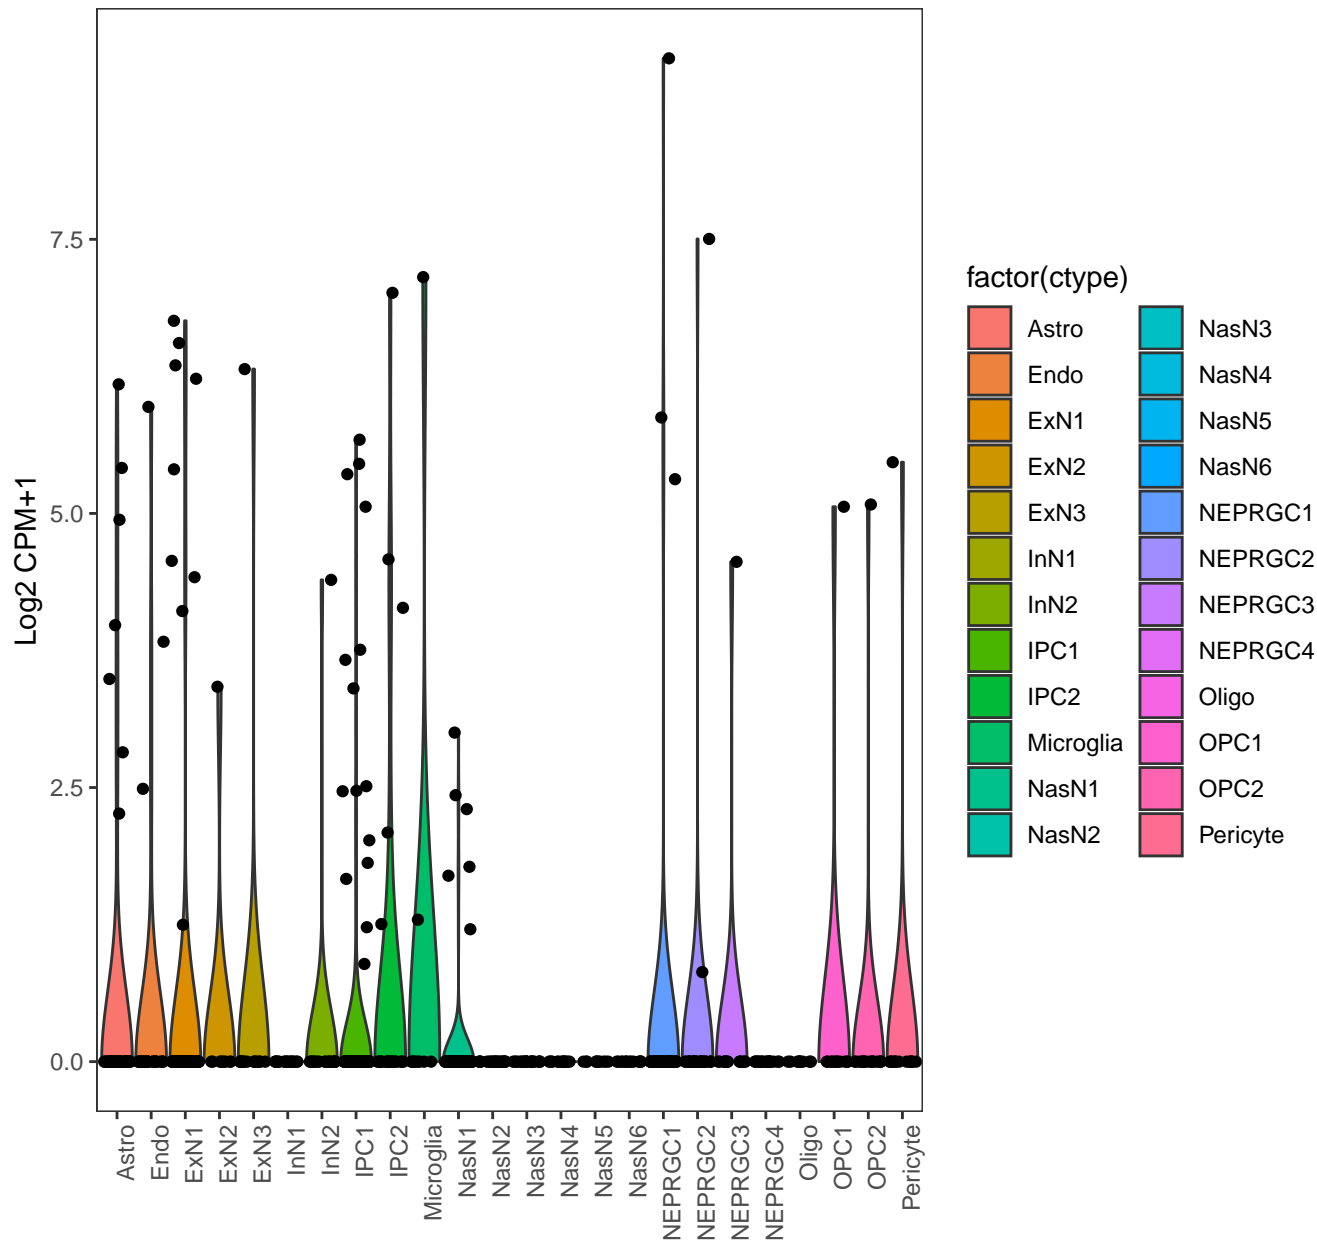 7.5
5.0
2.5
0.0
Log2 CPM+1
Astro
Endo
ExN1
ExN2
ExN3
InN1
InN2
IPC1
IPC2
Microglia
NasN1
NasN2
NasN3
NasN4
NasN5
NasN6
NEPRGC1
NEPRGC2
NEPRGC3
NEPRGC4
Oligo
OPC1
OPC2
Pericyte
factor(ctype)
Astro
Endo
ExN1
ExN2
ExN3
InN1
InN2
IPC1
IPC2
Microglia
NasN1
NasN2
NasN3
NasN4
NasN5
NasN6
NEPRGC1
NEPRGC2
NEPRGC3
NEPRGC4
Oligo
OPC1
OPC2
Pericyte